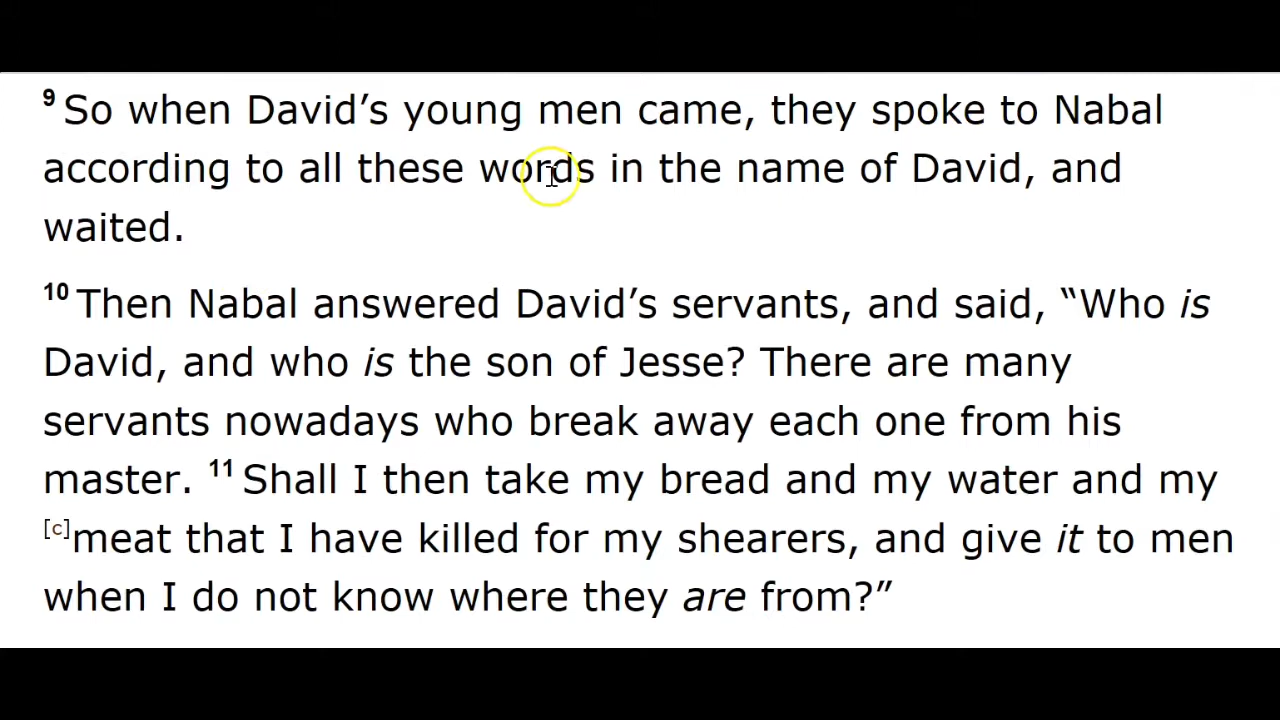 9 So when David’s young men came, they spoke to Nabal
according to all these words in the name of David, and
waited.
10 Then Nabal answered David’s servants, and said, “Who is
David, and who is the son of Jesse? There are many
servants nowadays who break away each one from his
master. 11 Shall I then take my bread and my water and my
[c]meat that I have killed for my shearers, and give it to men
when I do not know where they are from?”